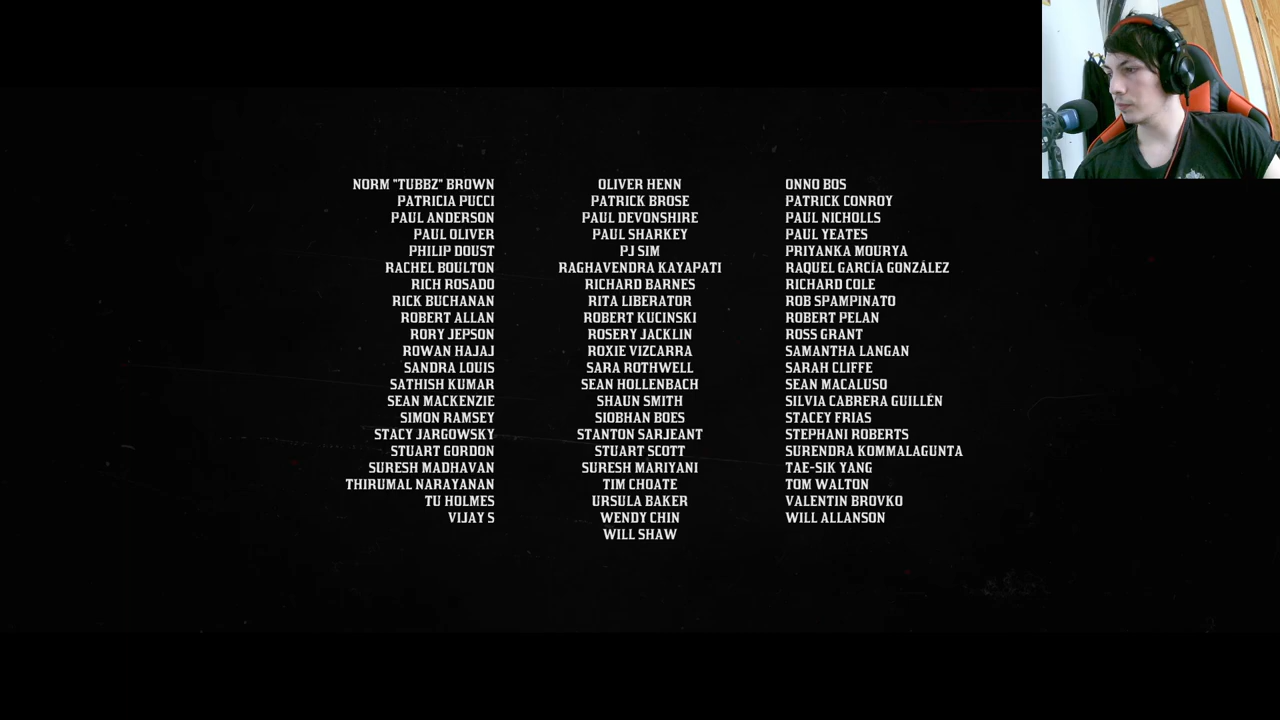 NORM "TUBBZ" BROWN OLIVER HENN ONNO BOS
PATRICIA PUCCI PATRICK BROSE PATRICK CONROY
PAUL ANDERSON PAUL DEVONSHIRE PAUL NICHOLLS
PAUL OLIVER PAUL SHARKEY PAUL YEATES
PHILIP DOUST PJ SIM PRIYANKA MOURYA
RACHEL BOULTON RAGHAVENDRA KAYAPATI RAQUEL GARCÍA GONZÁLEZ
RICH ROSADO RICHARD BARNES RICHARD COLE
RICK BUCHANAN RITA LIBERATOR ROB SPAMPINATO
ROBERT ALLAN ROBERT KUCINSKI ROBERT PELAN
RORY JEPSON ROSERY JACKLIN ROSS GRANT
ROWAN HAJAJ ROXIE VIZCARRA SAMANTHA LANGAN
SANDRA LOUIS SARA ROTHWELL SARAH CLIFFE
SATHISH KUMAR SEAN HOLLENBACH SEAN MACALUSO
SEAN MACKENZIE SHAUN SMITH SILVIA CABRERA GUILLÉN
SIMON RAMSEY SIOBHAN BOES STACEY FRIAS
STACY JARGOWSKY STANTON SARJEANT STEPHANI ROBERTS
STUART GORDON STUART SCOTT SURENDRA KOMMALAGUNTA
SURESH MADHAVAN SURESH MARIYANI TAE-SIK YANG
THIRUMAL NARAYANAN TIM CHOATE TOM WALTON
TU HOLMES URSULA BAKER VALENTIN BROVKO
VIJAY S WENDY CHIN WILL ALLANSON
WILL SHAW